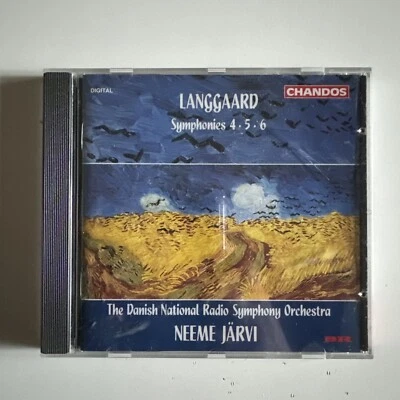 DIGITAL
CHANDOS
LANGGAARD
Symphonies 4 · 5 · 6
The Danish National Radio Symphony Orchestra
NEEME JÄRVI